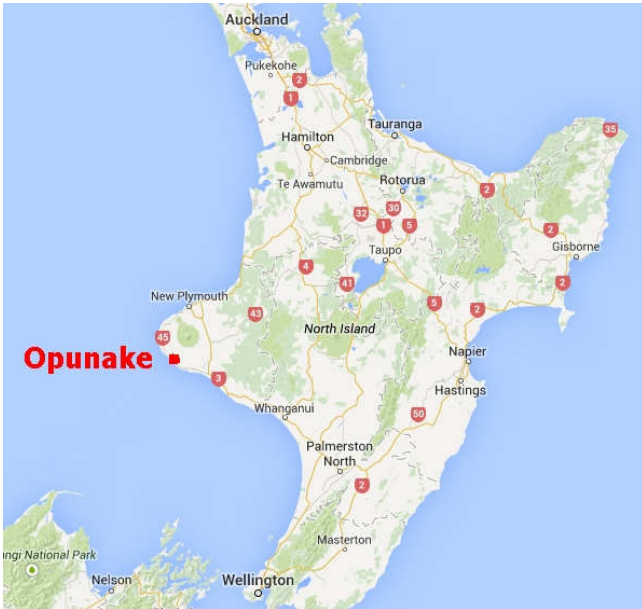 Auckland
Pukekohe
2
1
35
Hamilton
Tauranga
Cambridge
Te Awamutu
Rotorua
2
32
30
1
5
2
Taupo
Gisborne
4
41
2
New Plymouth
43
5
2
North Island
45
Opunake
Napier
3
Hastings
Whanganui
50
Palmerston
North
2
Masterton
angi National Park
Nelson
Wellington